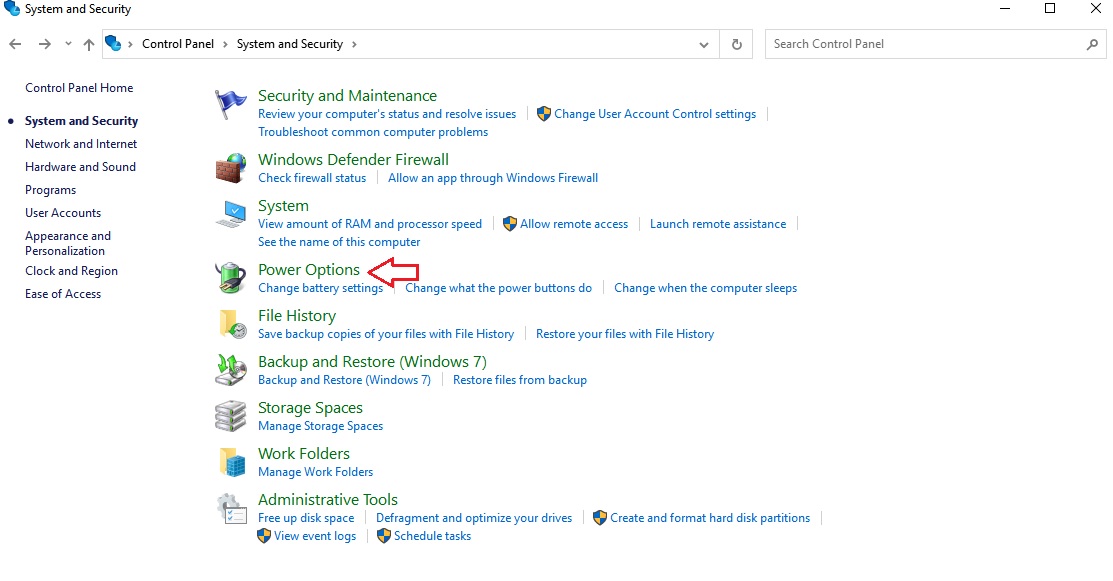 System and Security
Control Panel System and Security
Search Control Panel
Control Panel Home
System and Security
Network and Internet
Hardware and Sound
Programs
User Accounts
Appearance and
Personalization
Clock and Region
Ease of Access
Security and Maintenance
Review your computer's status and resolve issues Change User Account Control settings
Troubleshoot common computer problems
Windows Defender Firewall
Check firewall status Allow an app through Windows Firewall
System
View amount of RAM and processor speed Allow remote access Launch remote assistance
See the name of this computer
Power Options
Change battery settings Change what the power buttons do Change when the computer sleeps
File History
Save backup copies of your files with File History Restore your files with File History
Backup and Restore (Windows 7)
Backup and Restore (Windows 7) Restore files from backup
Storage Spaces
Manage Storage Spaces
Work Folders
Manage Work Folders
Administrative Tools
Free up disk space Defragment and optimize your drives Create and format hard disk partitions
View event logs Schedule tasks